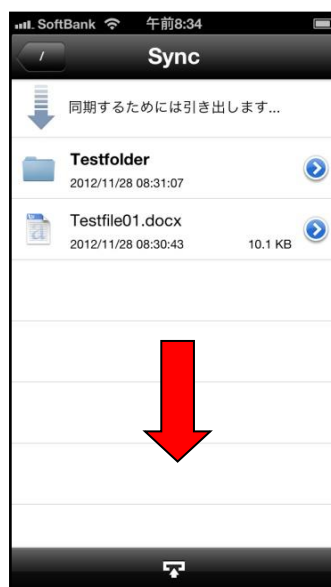 SoftBank 午前8:34
/ Sync
同期するためには引き出します...
Testfolder
2012/11/28 08:31:07
Testfile01.docx
2012/11/28 08:30:43 10.1 KB